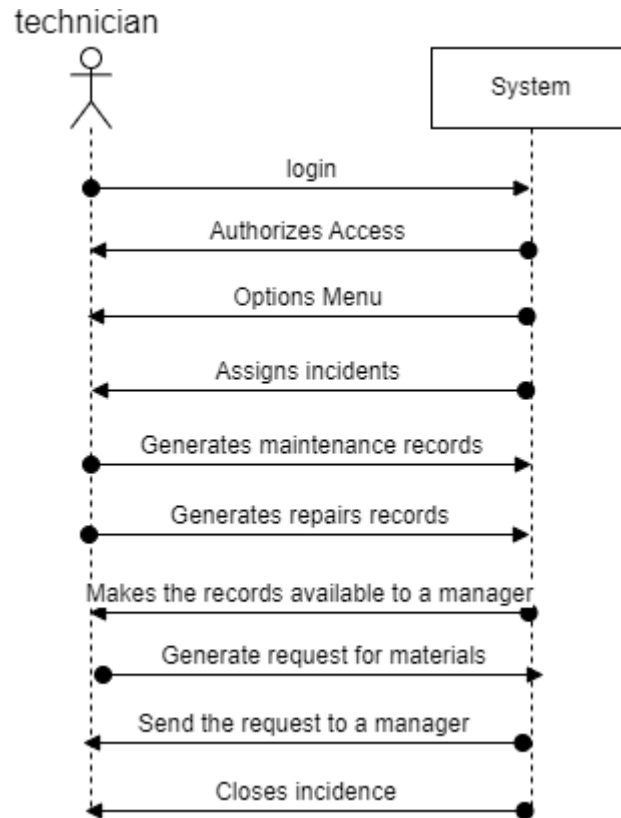 technician
System
login
Authorizes Access
Options Menu
Assigns incidents
Generates maintenance records
Generates repairs records
Makes the records available to a manager
Generate request for materials
Send the request to a manager
Closes incidence